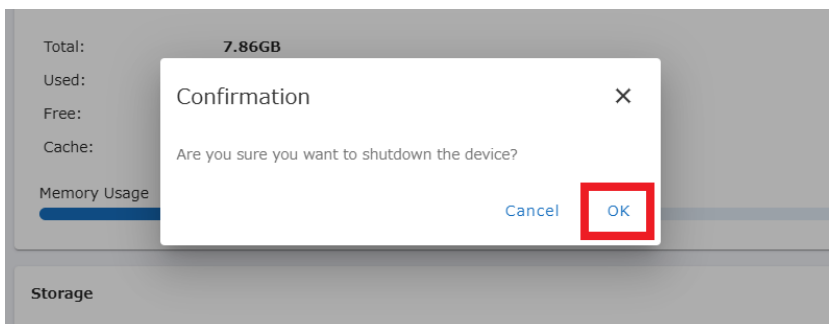 Total: 7.86GB
Used:
Free:
Cache:
Memory Usage
Confirmation ×
Are you sure you want to shutdown the device?
Cancel OK
Storage